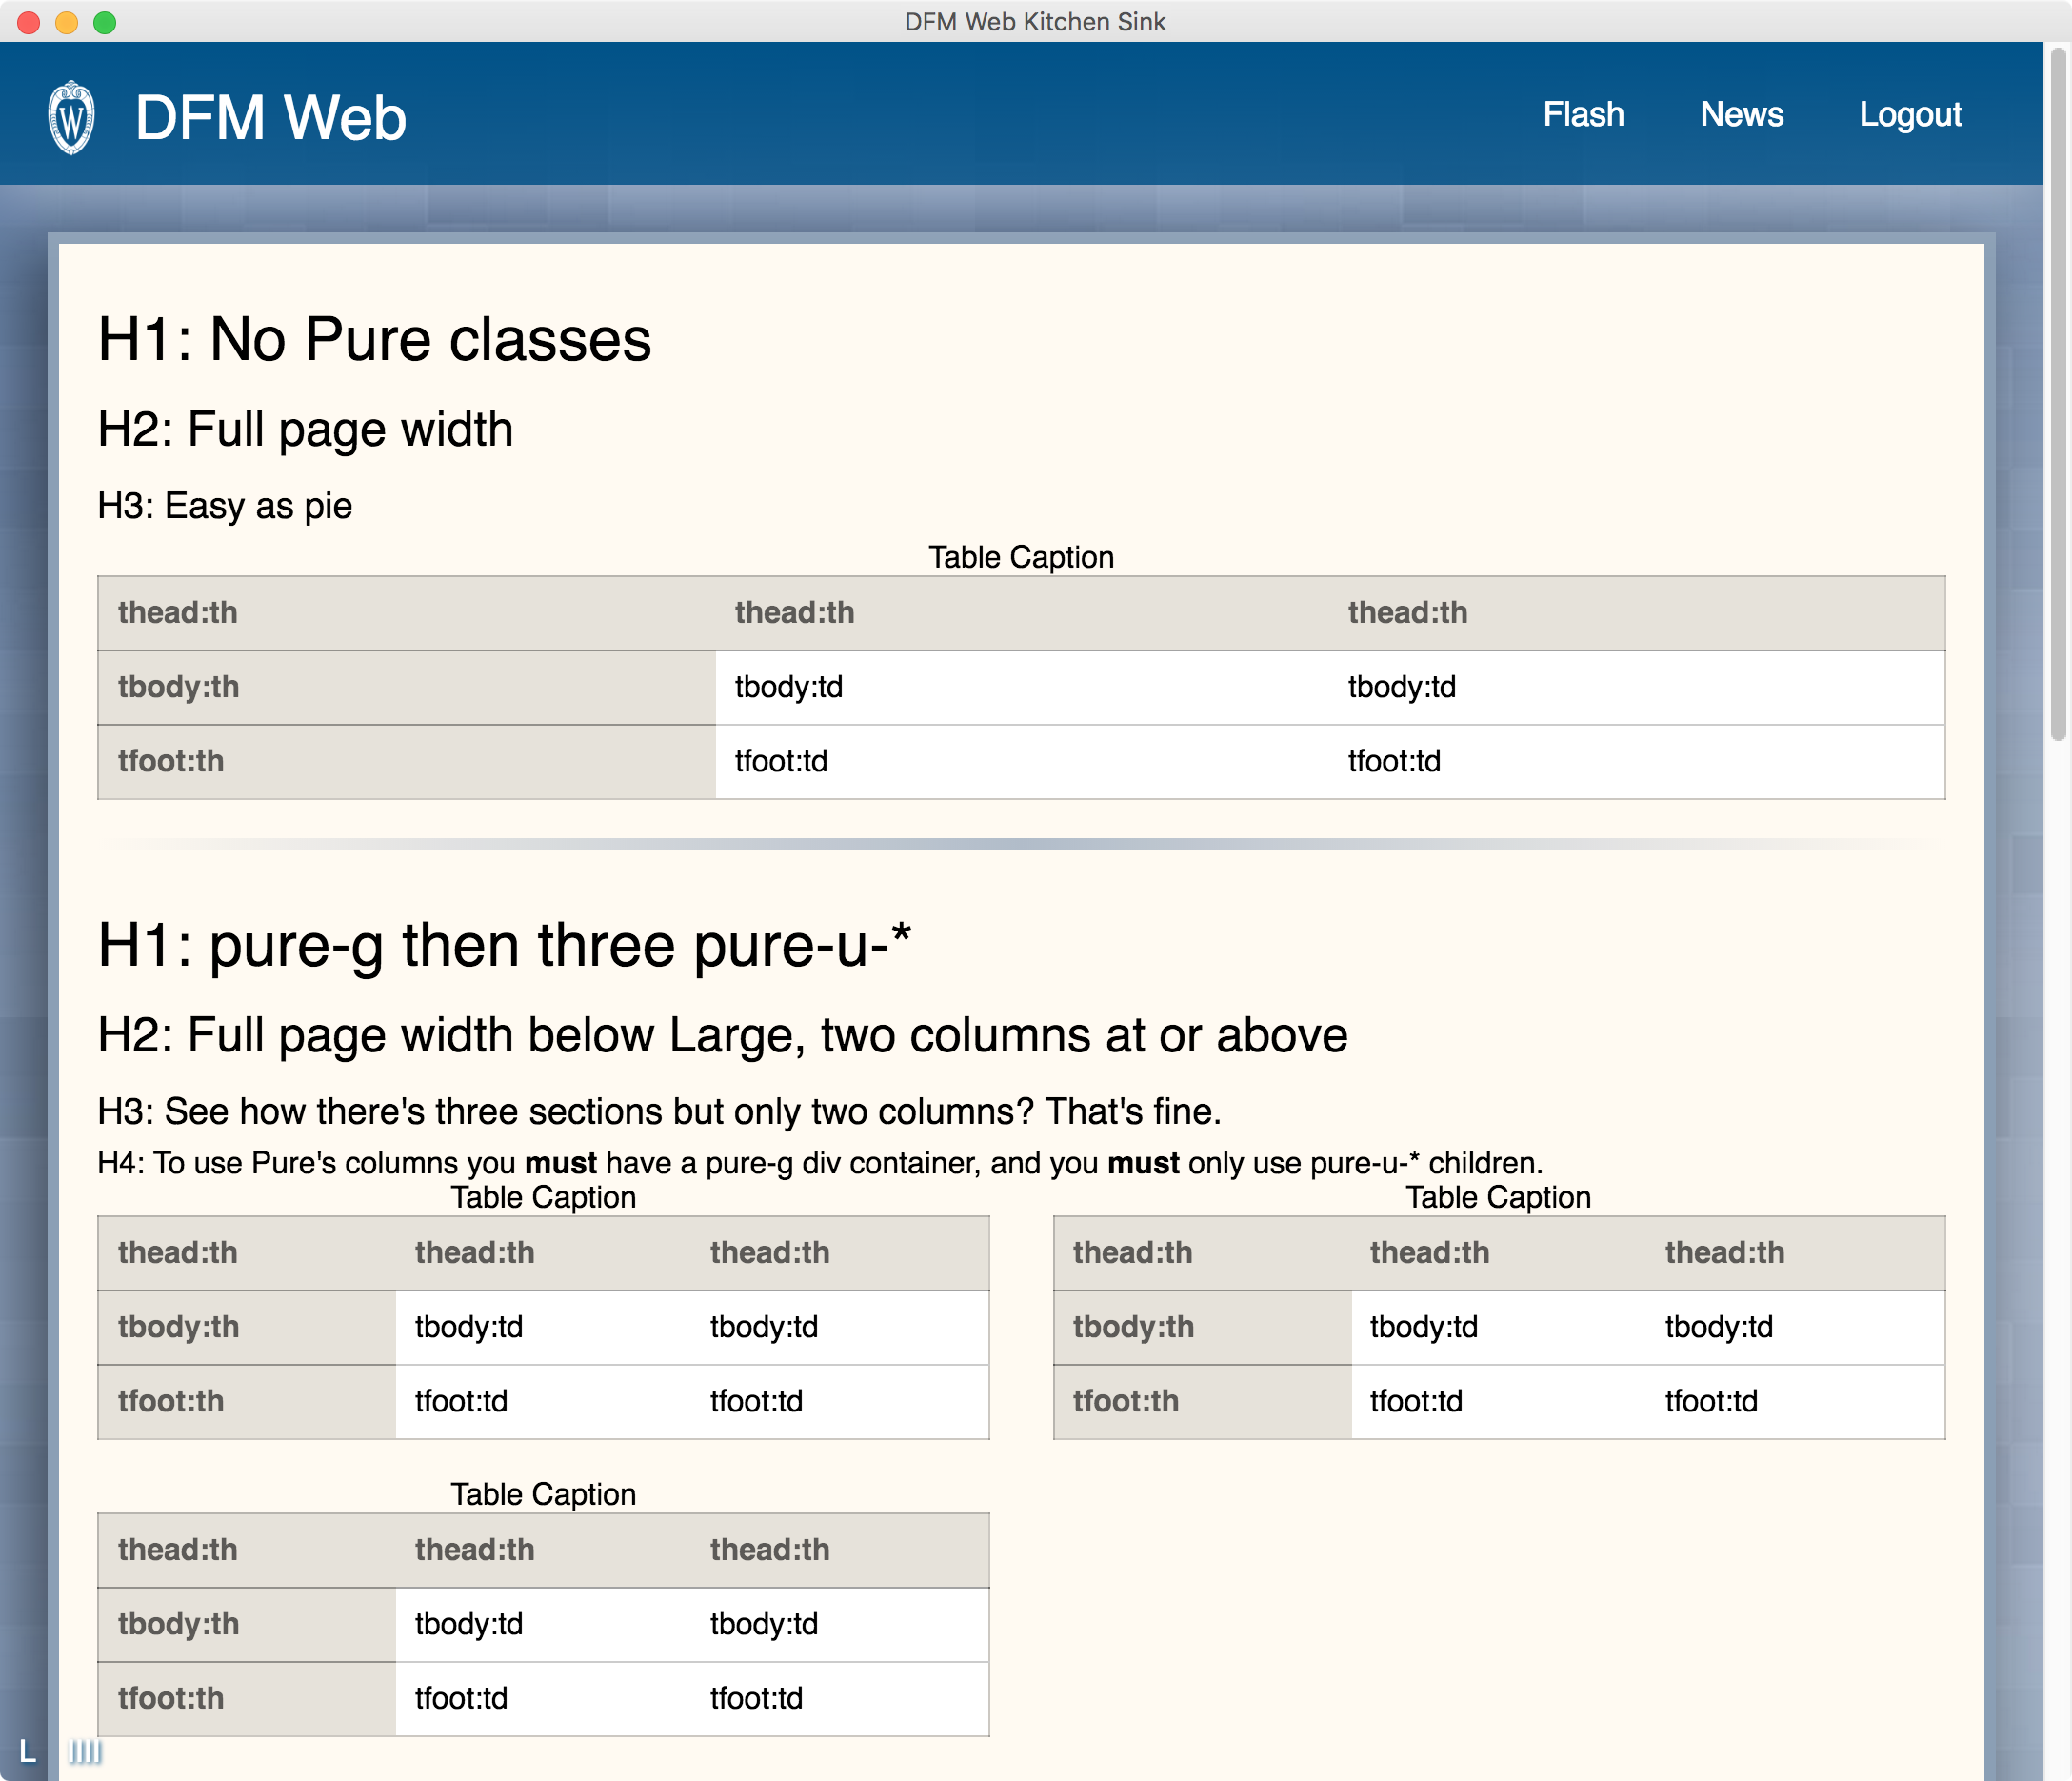 DFM Web Kitchen Sink
W DFM Web Flash News Logout
H1: No Pure classes
H2: Full page width
H3: Easy as pie
Table Caption
thead:th thead:th thead:th
tbody:th tbody:td tbody:td
tfoot:th tfoot:td tfoot:td
H1: pure-g then three pure-u-*
H2: Full page width below Large, two columns at or above
H3: See how there's three sections but only two columns? That's fine.
H4: To use Pure's columns you must have a pure-g div container, and you must only use pure-u-* children.
Table Caption Table Caption
thead:th thead:th thead:th thead:th thead:th thead:th
tbody:th tbody:td tbody:td tbody:th tbody:td tbody:td
tfoot:th tfoot:td tfoot:td tfoot:th tfoot:td tfoot:td
Table Caption
thead:th thead:th thead:th
tbody:th tbody:td tbody:td
tfoot:th tfoot:td tfoot:td
L